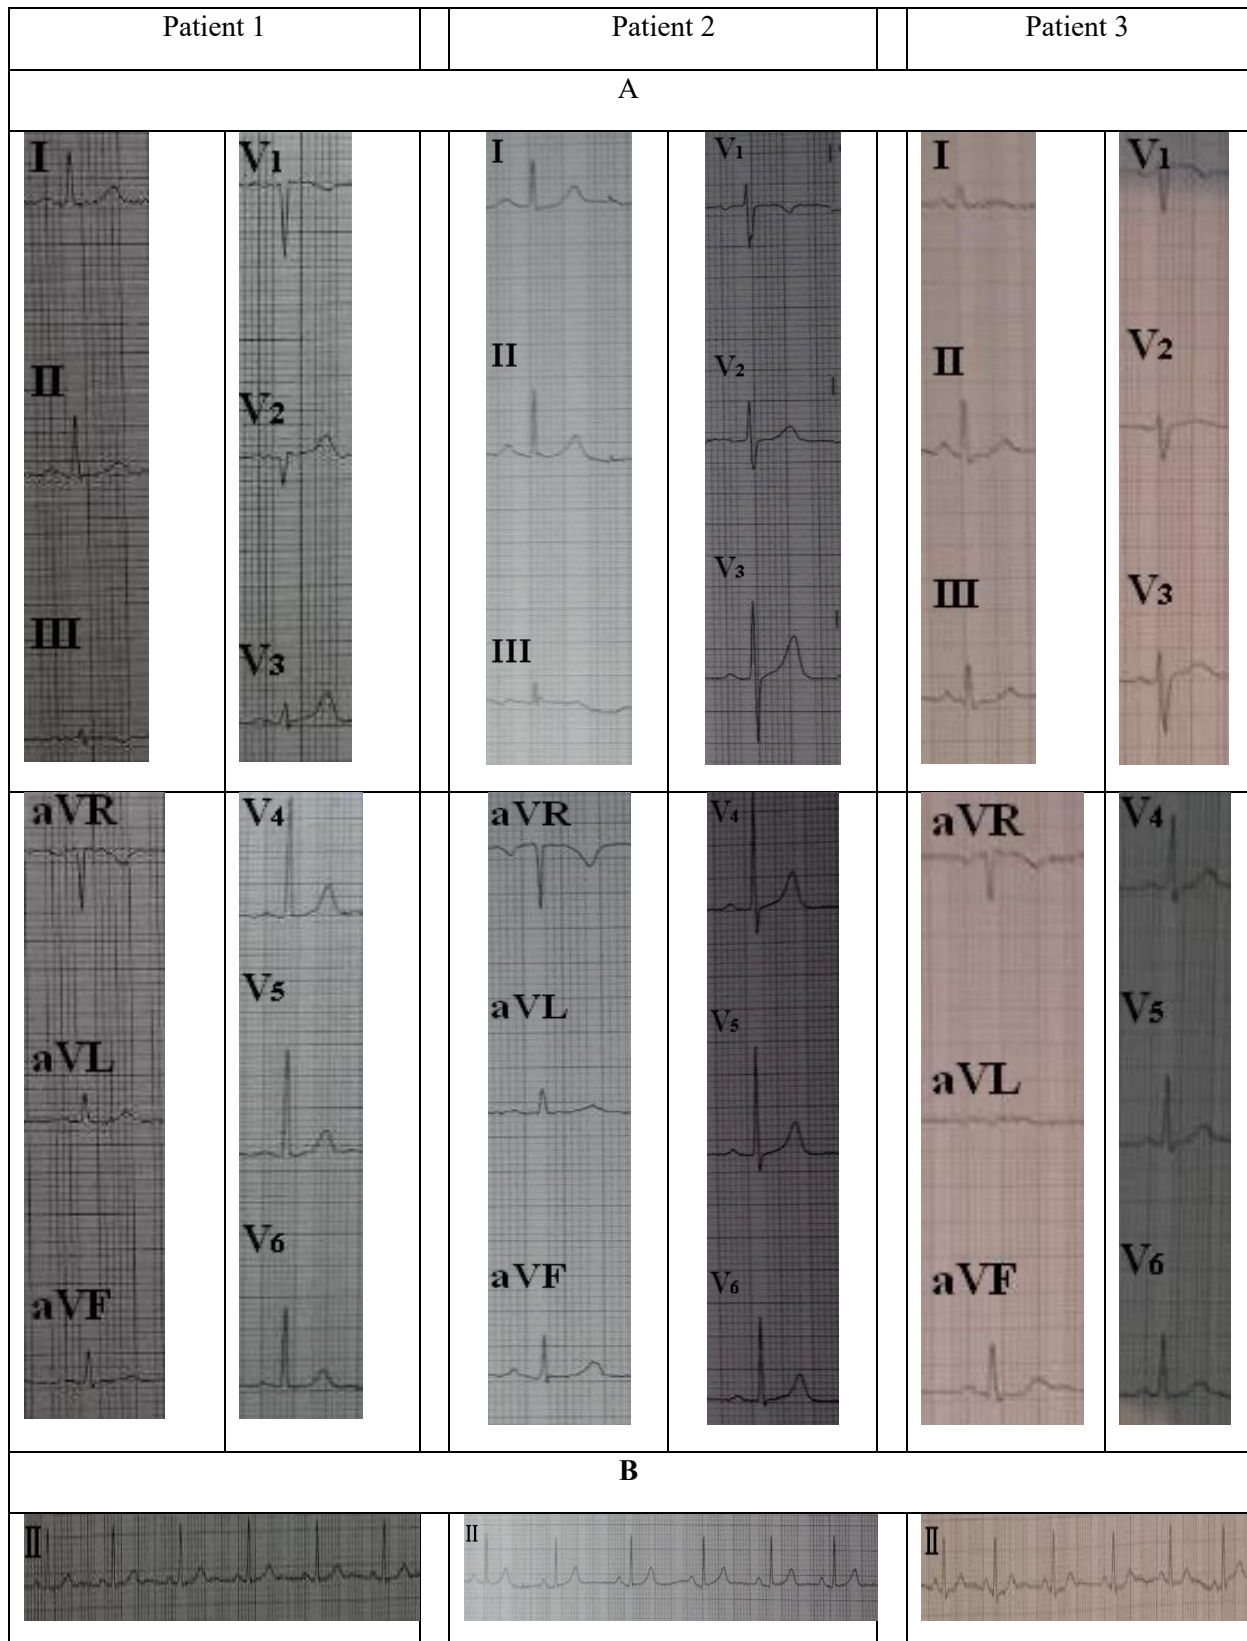 Patient 1
Patient 2
Patient 3
A
I
V1
I
V1
I
V1
II
V2
II
V2
II
V2
III
V3
III
V3
III
V3
aVR
V4
aVR
V4
aVR
V4
aVL
V5
aVL
V5
aVL
V5
aVF
V6
aVF
V6
aVF
V6
B
II
II
II